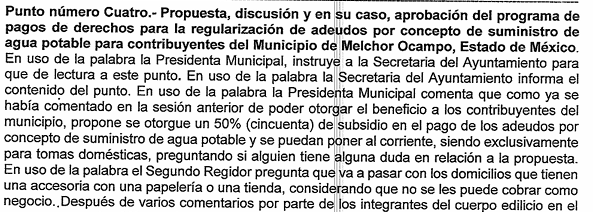 Punto número Cuatro.- Propuesta, discusión y en su caso, aprobación del programa de
pagos de derechos para la regularización de adeudos por concepto de suministro de
agua potable para contribuyentes del Municipio de Melchor Ocampo, Estado de México.
En uso de la palabra la Presidenta Municipal, instruye a la Secretaria del Ayuntamiento para
que de lectura a este punto. En uso de la palabra la Secretaria del Ayuntamiento informa el
contenido del punto. En uso de la palabra la Presidenta Municipal comenta que como ya se
había comentado en la sesión anterior de poder otorgar el beneficio a los contribuyentes del
municipio, propone se otorgue un 50% (cincuenta) de subsidio en el pago de los adeudos por
concepto de suministro de agua potable y se puedan poner al corriente, siendo exclusivamente
para tomas domésticas, preguntando si alguien tiene alguna duda en relación a la propuesta.
En uso de la palabra el Segundo Regidor pregunta que va a pasar con los domicilios que tienen
una accesoria con una papelería o una tienda, considerando que no se les puede cobrar como
negocio. Después de varios comentarios por parte de los integrantes del cuerpo edilicio en el